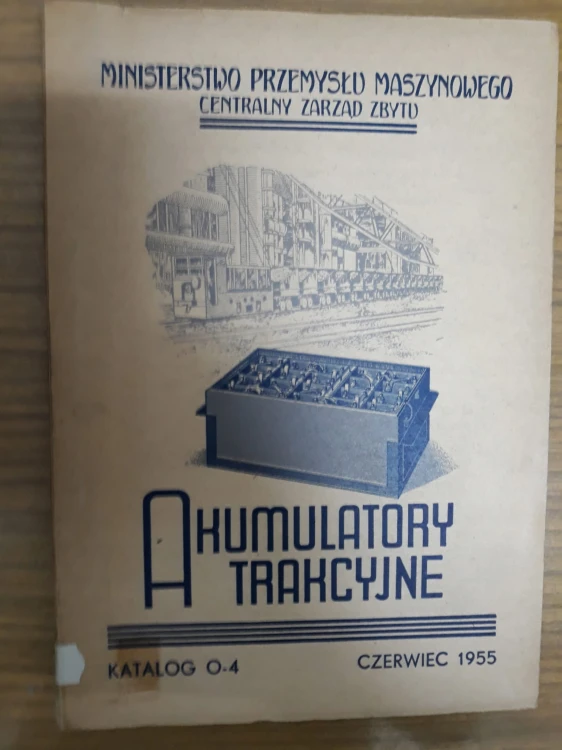 MINISTERSTWO PRZEMYSŁU MASZYNOWEGO
CENTRALNY ZARZĄD ZBYTU
AKUMULATORY
TRAKCYJNE
KATALOG O-4
CZERWIEC 1955